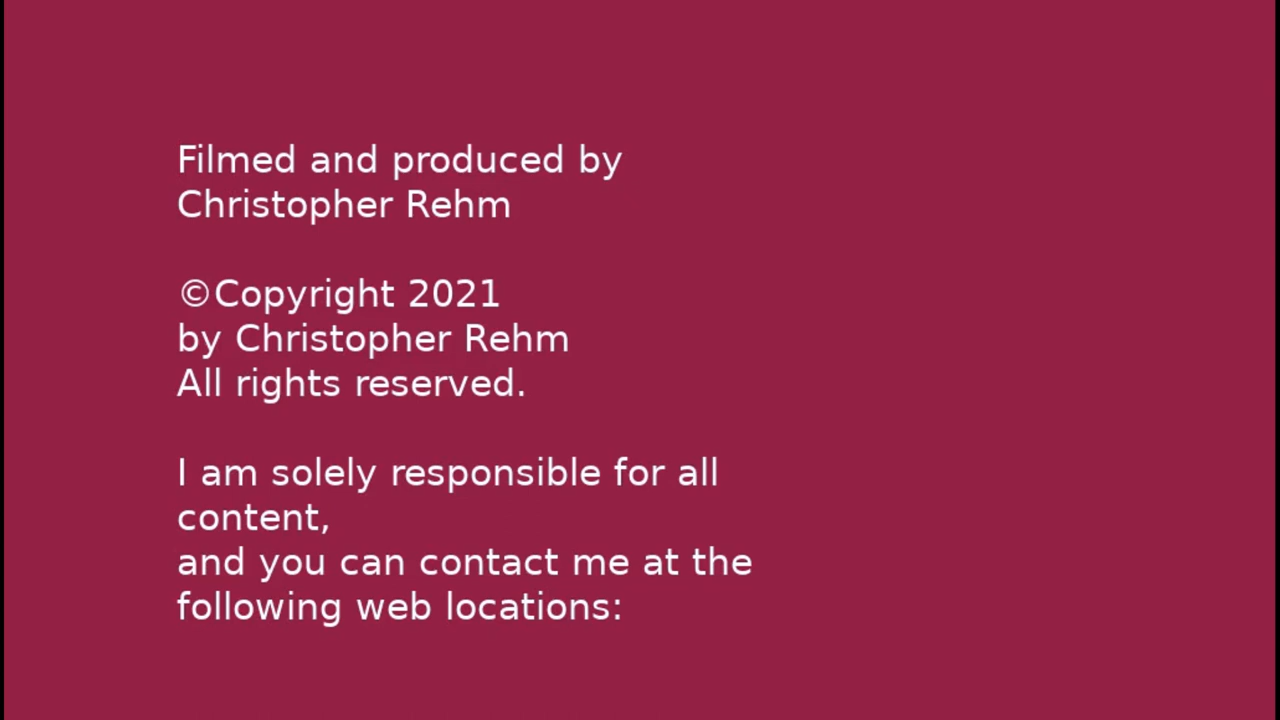 Filmed and produced by
Christopher Rehm
©Copyright 2021
by Christopher Rehm
All rights reserved.
I am solely responsible for all
content,
and you can contact me at the
following web locations: